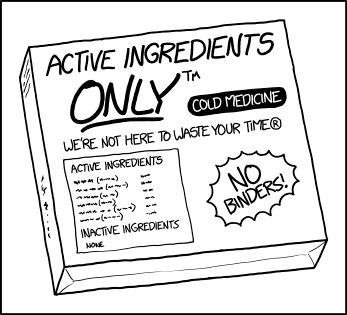 ACTIVE INGREDIENTS
ONLY™
COLD MEDICINE
WE'RE NOT HERE TO WASTE YOUR TIME®
ACTIVE INGREDIENTS
INACTIVE INGREDIENTS
NONE
NO
BINDERS!